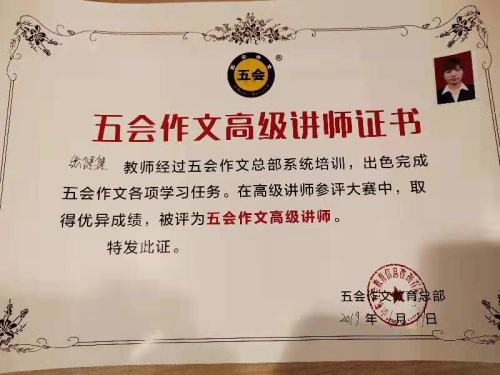 五会
®
五会作文高级讲师证书
教师经过五会作文总部系统培训，出色完成
五会作文各项学习任务。在高级讲师参评大赛中，取
得优异成绩，被评为五会作文高级讲师。
特发此证。
五会作文教育总部
2019 年 月 日